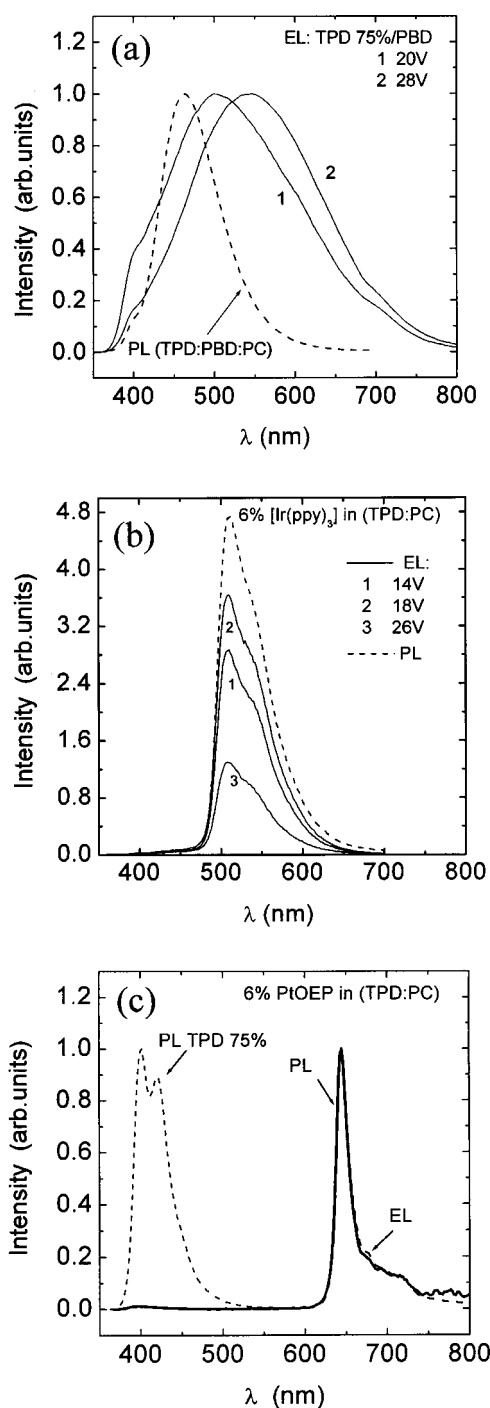 (a)
EL: TPD 75%/PBD
1 20V
2 28V
1.2
1.0
0.8
0.6
0.4
0.2
0.0
Intensity (arb.units)
1
2
PL (TPD:PBD:PC)
400 500 600 700 800
λ (nm)
(b)
6% [Ir(ppy)3] in (TPD:PC)
EL:
1 14V
2 18V
3 26V
PL
4.8
3.6
2.4
1.2
0.0
Intensity (arb.units)
2
1
3
400 500 600 700 800
λ (nm)
(c)
6% PtOEP in (TPD:PC)
PL TPD 75%
PL
EL
1.2
1.0
0.8
0.6
0.4
0.2
0.0
Intensity (arb.units)
400 500 600 700 800
λ (nm)